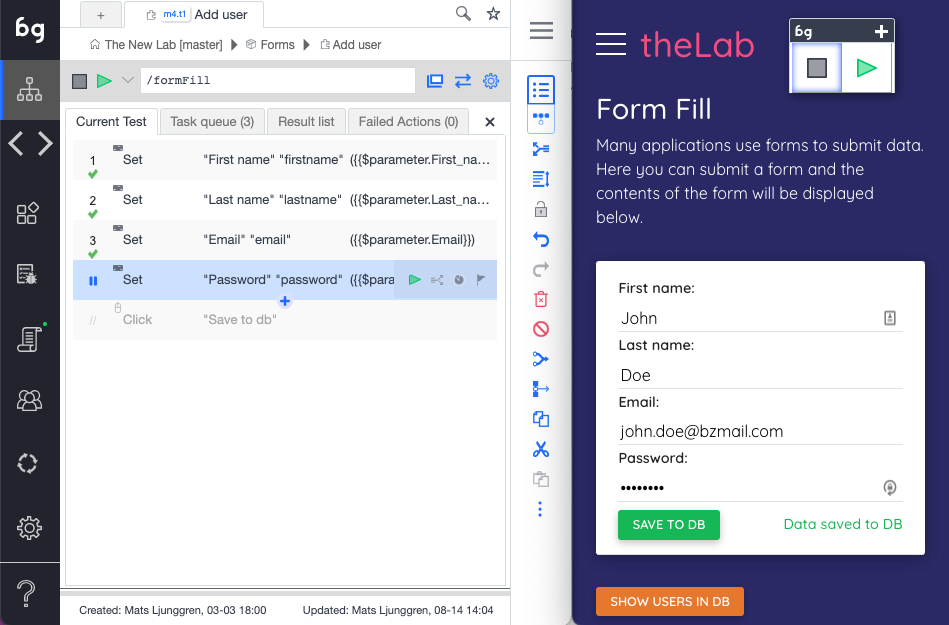 bg
+
m4.t1 Add user
The New Lab [master] Forms Add user
/formFill
Current Test Task queue (3) Result list Failed Actions (0) ×
1 Set "First name" "firstname" ({{$parameter.First_na…
2 Set "Last name" "lastname" ({{$parameter.Last_na…
3 Set "Email" "email" ({{$parameter.Email}})
Set "Password" "password" ({{$para
+
// Click "Save to db"
Created: Mats Ljunggren, 03-03 18:00 Updated: Mats Ljunggren, 08-14 14:04
?
theLab
bg +
Form Fill
Many applications use forms to submit data.
Here you can submit a form and the
contents of the form will be displayed
below.
First name:
John
Last name:
Doe
Email:
john.doe@bzmail.com
Password:
••••••••
SAVE TO DB Data saved to DB
SHOW USERS IN DB